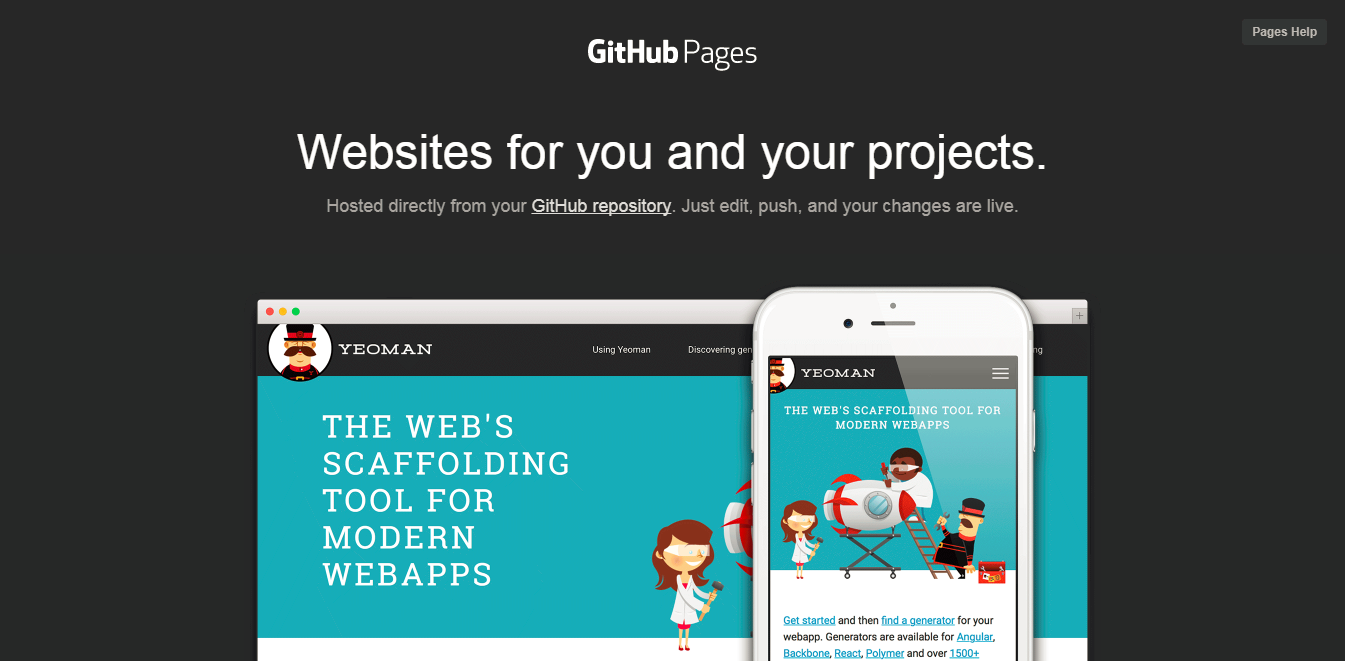 GitHub Pages
Pages Help
Websites for you and your projects.
Hosted directly from your GitHub repository. Just edit, push, and your changes are live.
YEOMAN
Using Yeoman
Discovering gen
ng
THE WEB'S
SCAFFOLDING
TOOL FOR
MODERN
WEBAPPS
YEOMAN
THE WEB'S SCAFFOLDING TOOL FOR
MODERN WEBAPPS
Get started and then find a generator for your
webapp. Generators are available for Angular,
Backbone, React, Polymer and over 1500+